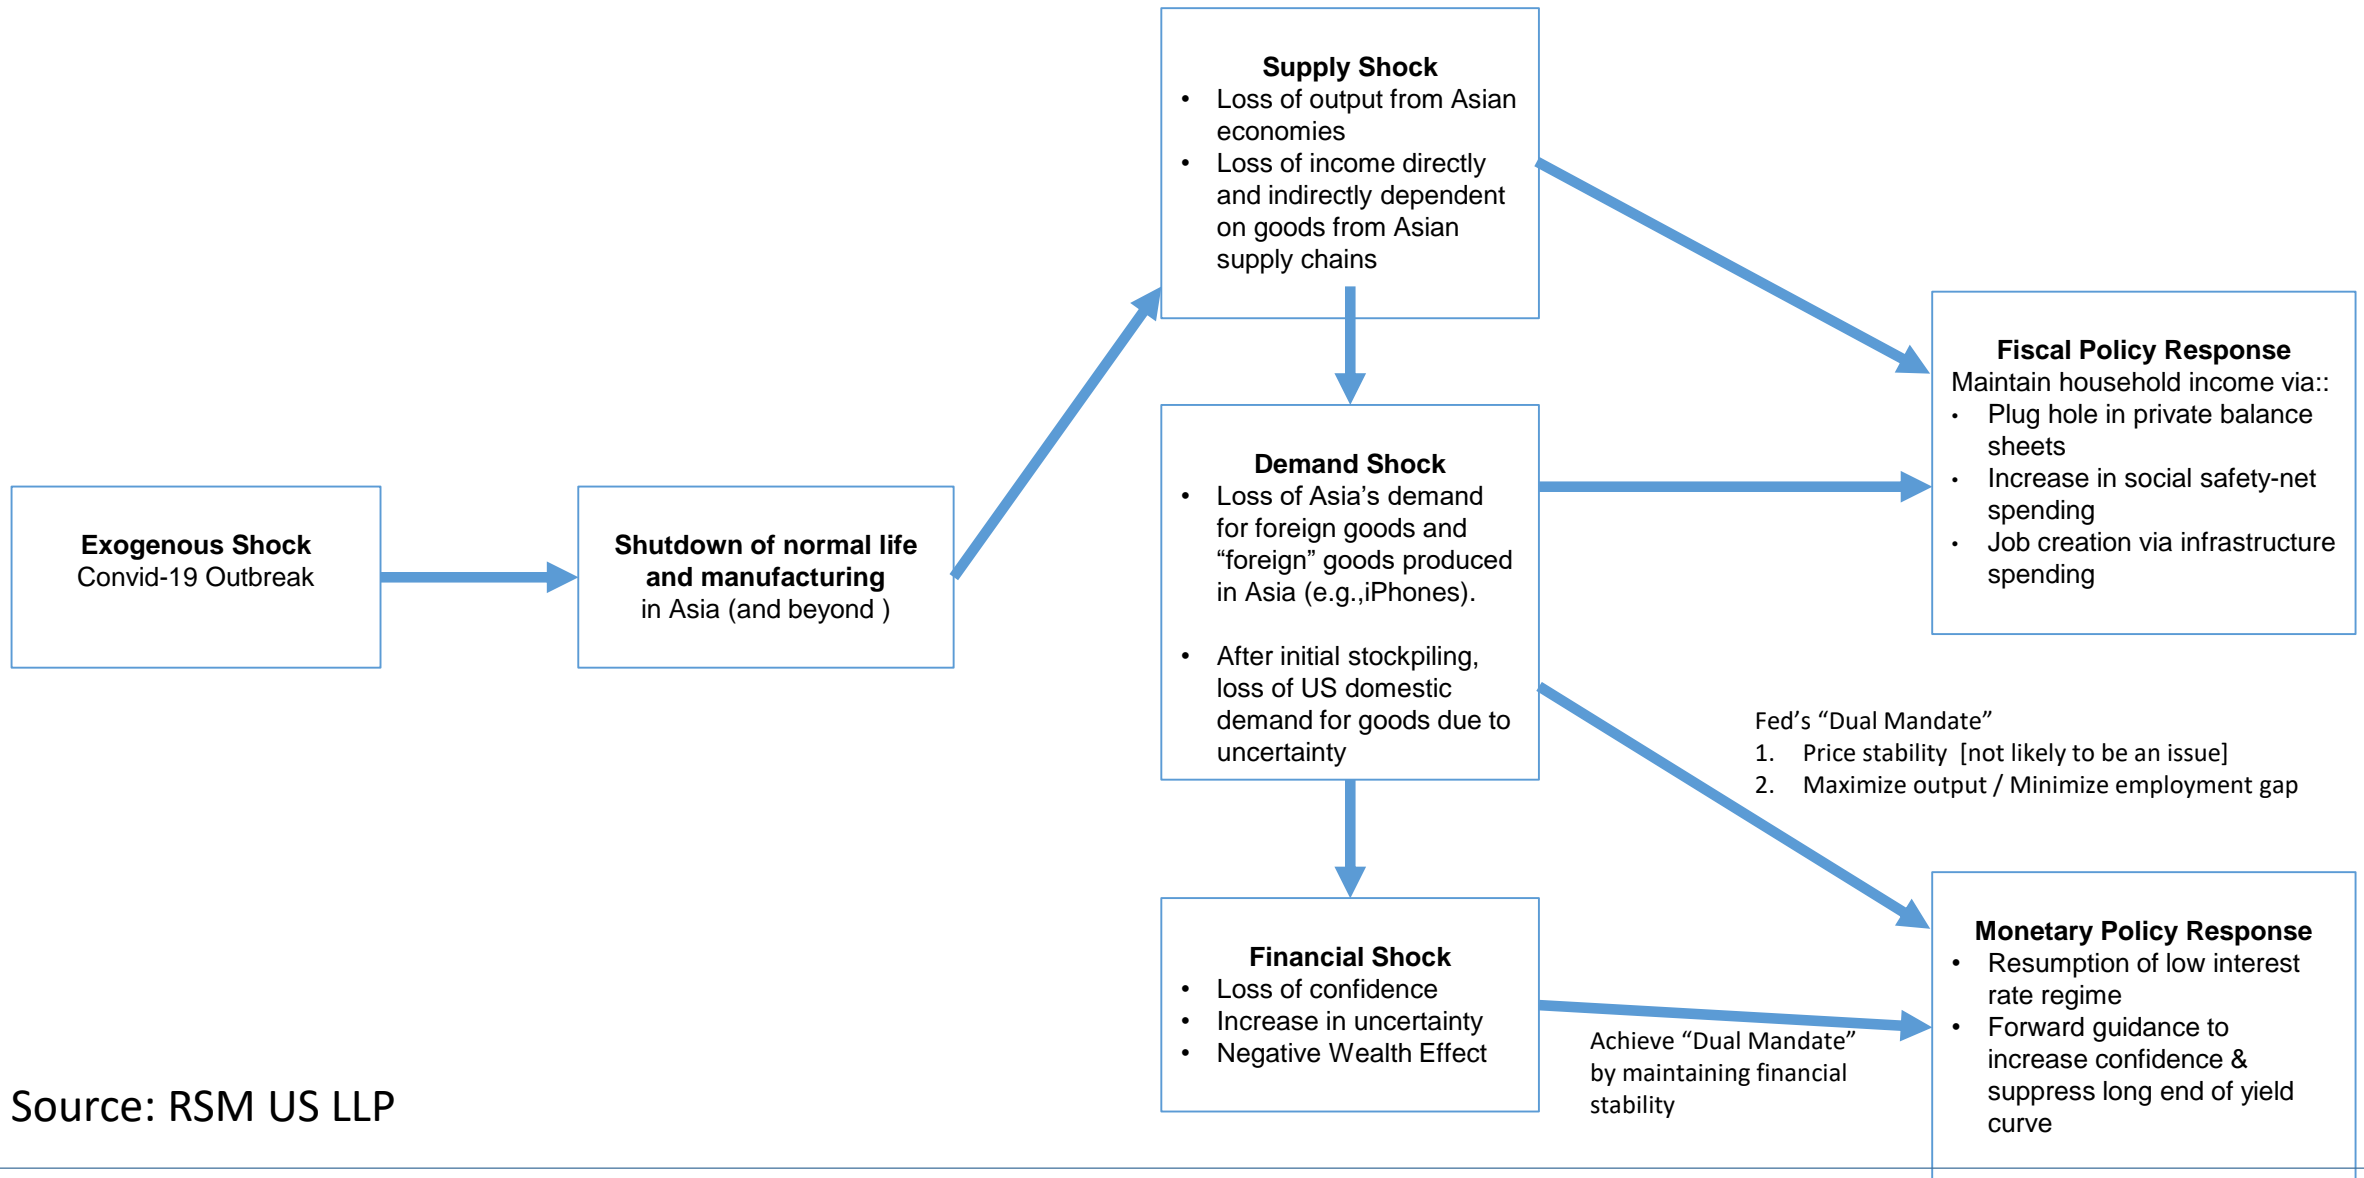 Exogenous Shock
Convid-19 Outbreak
Shutdown of normal life
and manufacturing
in Asia (and beyond )
Supply Shock
• Loss of output from Asian
economies
• Loss of income directly
and indirectly dependent
on goods from Asian
supply chains
Demand Shock
• Loss of Asia’s demand
for foreign goods and
“foreign” goods produced
in Asia (e.g.,iPhones).
• After initial stockpiling,
loss of US domestic
demand for goods due to
uncertainty
Financial Shock
• Loss of confidence
• Increase in uncertainty
• Negative Wealth Effect
Fiscal Policy Response
Maintain household income via::
• Plug hole in private balance
sheets
• Increase in social safety-net
spending
• Job creation via infrastructure
spending
Fed’s “Dual Mandate”
1. Price stability [not likely to be an issue]
2. Maximize output / Minimize employment gap
Achieve “Dual Mandate”
by maintaining financial
stability
Monetary Policy Response
• Resumption of low interest
rate regime
• Forward guidance to
increase confidence &
suppress long end of yield
curve
Source: RSM US LLP